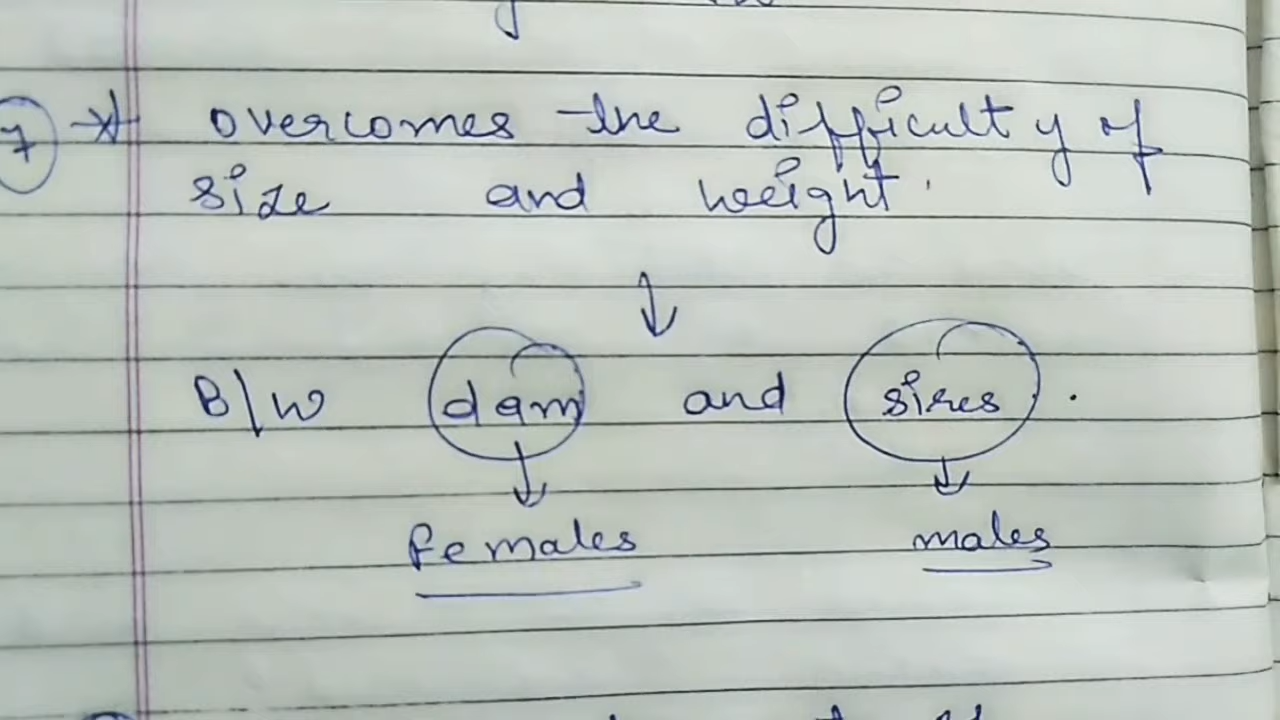 7 * overcomes the difficulty of
size and weight.
↓
B/w dam and sires.
↓ ↓
females males